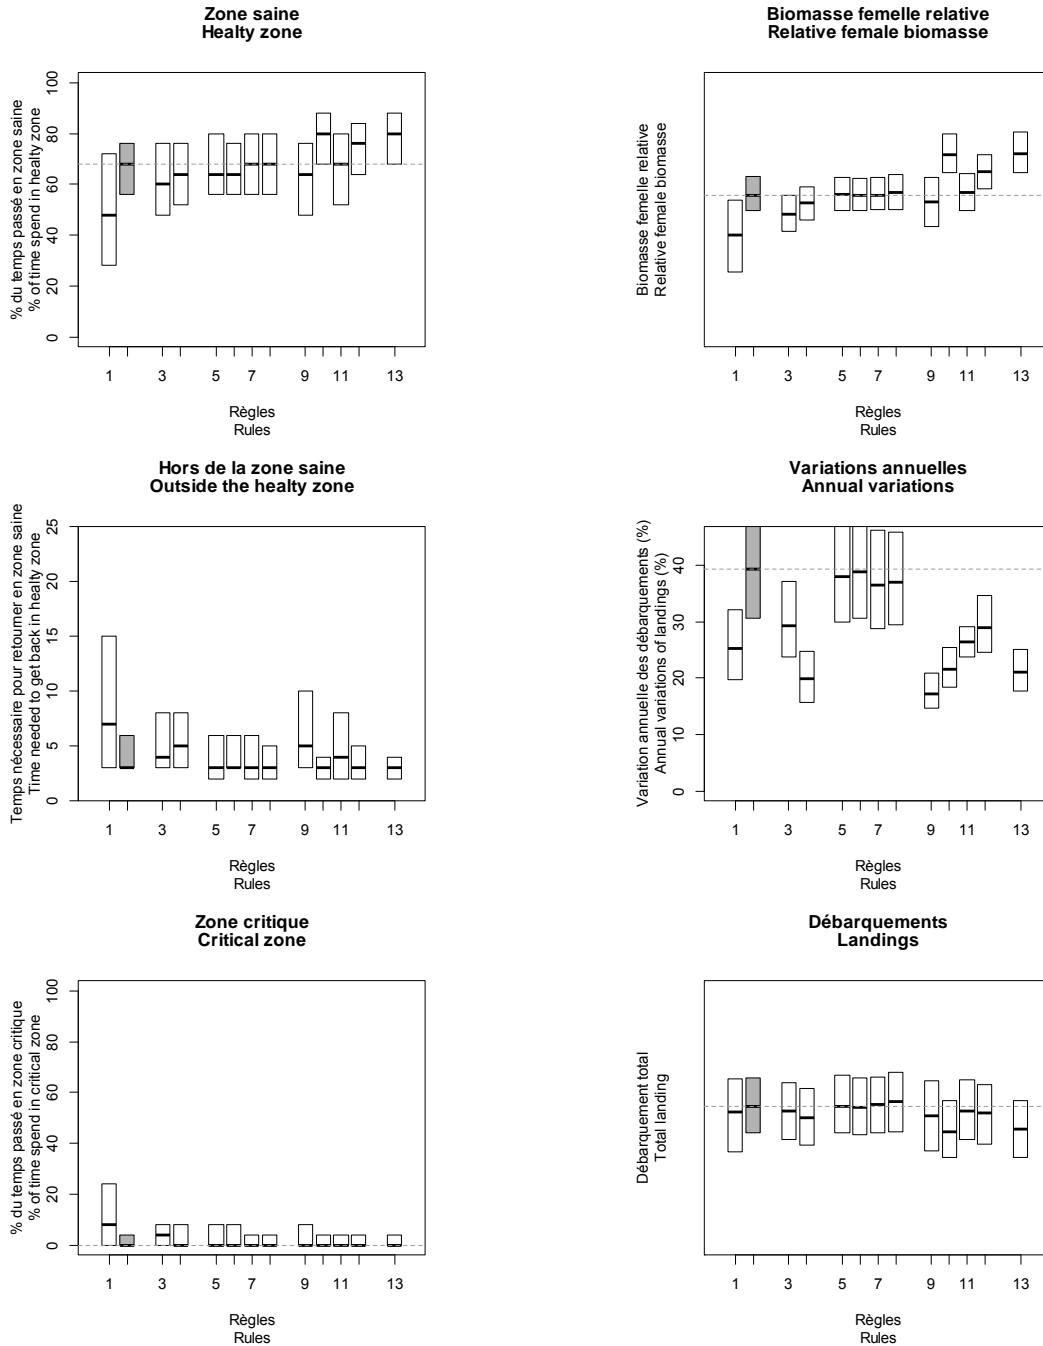 Zone saine
Healty zone
% du temps passé en zone saine
% of time spend in healty zone
0 20 40 60 80 100
1 3 5 7 9 11 13
Règles
Rules
Biomasse femelle relative
Relative female biomasse
Biomasse femelle relative
Relative female biomasse
1 3 5 7 9 11 13
Règles
Rules
Hors de la zone saine
Outside the healty zone
Temps nécessaire pour retourner en zone saine
Time needed to get back in healty zone
0 5 10 15 20 25
1 3 5 7 9 11 13
Règles
Rules
Variations annuelles
Annual variations
Variation annuelle des débarquements (%)
Annual variations of landings (%)
0 10 20 30 40
1 3 5 7 9 11 13
Règles
Rules
Zone critique
Critical zone
% du temps passé en zone critique
% of time spend in critical zone
0 20 40 60 80 100
1 3 5 7 9 11 13
Règles
Rules
Débarquements
Landings
Débarquement total
Total landing
1 3 5 7 9 11 13
Règles
Rules